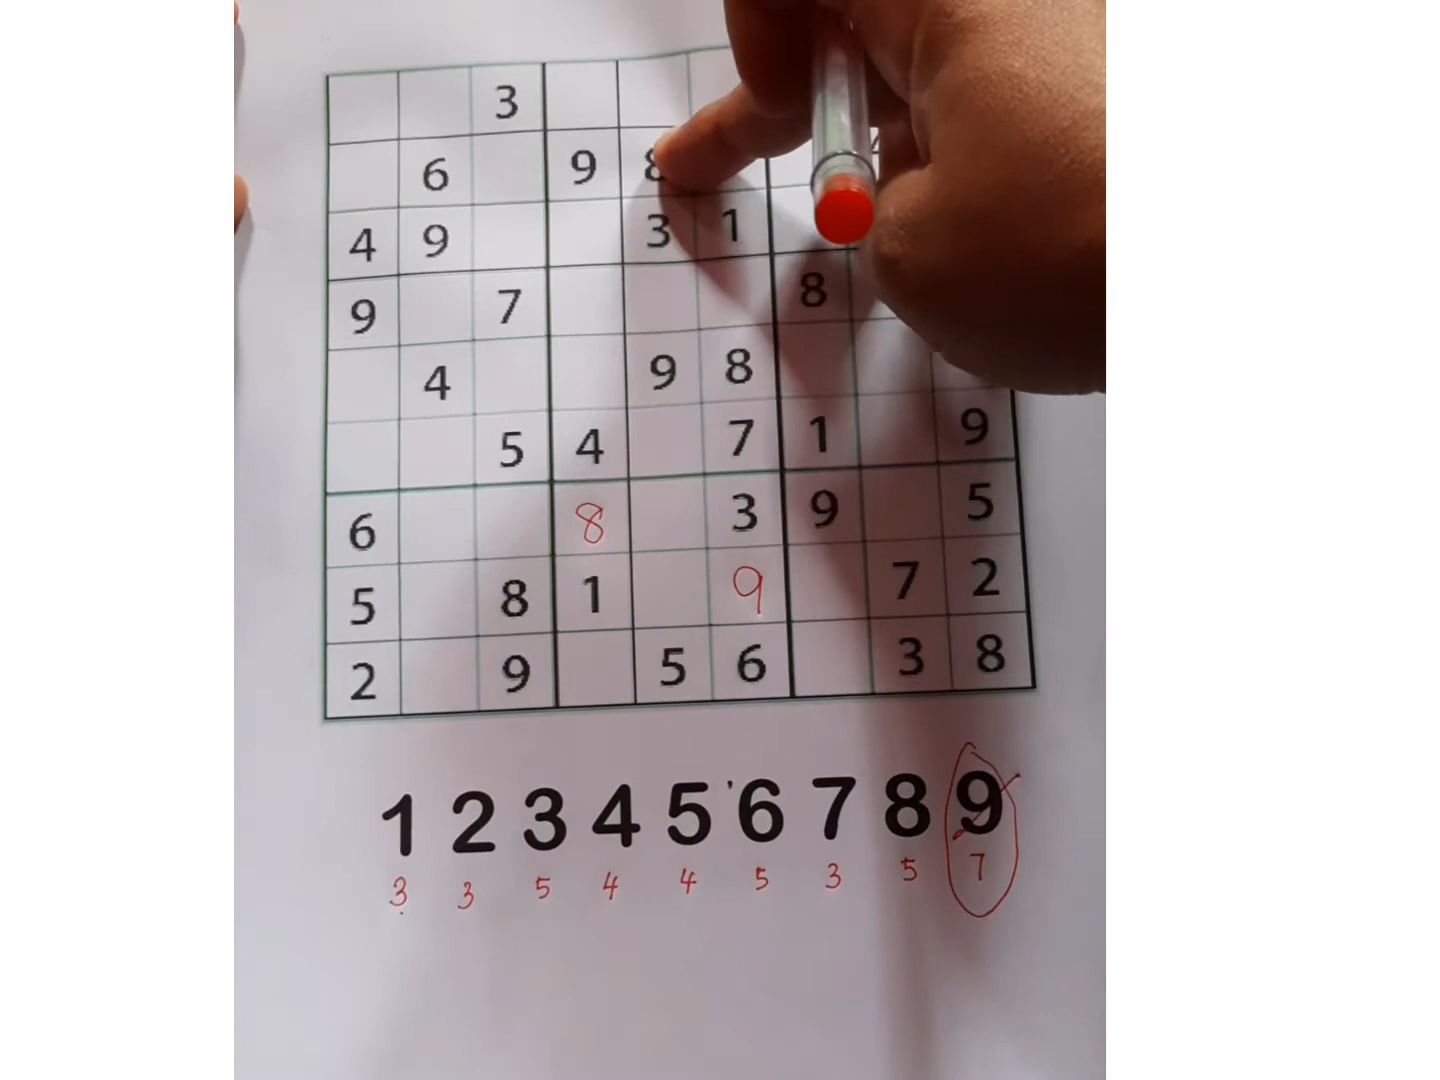 3
6 9 8
4 9 3 1
9 7 8
4 9 8
5 4 7 1 9
6 8 3 9 5
5 8 1 9 7 2
2 9 5 6 3 8
1 2 3 4 5 6 7 8 9
3 3 5 4 4 5 3 5 7